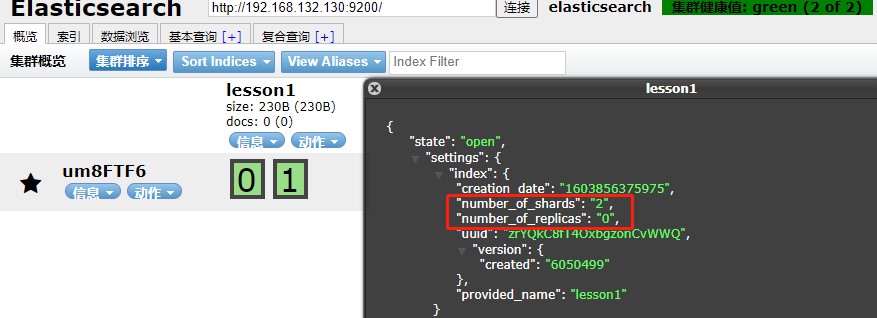 Elasticsearch http://192.168.132.130:9200/ 连接 elasticsearch 集群健康值: green (2 of 2)
概览 索引 数据浏览 基本查询 [+] 复合查询 [+]
集群概览 集群排序 Sort Indices View Aliases Index Filter
lesson1
size: 230B (230B)
docs: 0 (0)
信息 动作
um8FTF6
信息 动作
0 1
lesson1
{
"state": "open",
"settings": {
"index": {
"creation_date": "1603856375975",
"number_of_shards": "2",
"number_of_replicas": "0",
"uuid": "zrYQkC8fT4OxbgzonCvWWQ",
"version": {
"created": "6050499"
},
"provided_name": "lesson1"
}